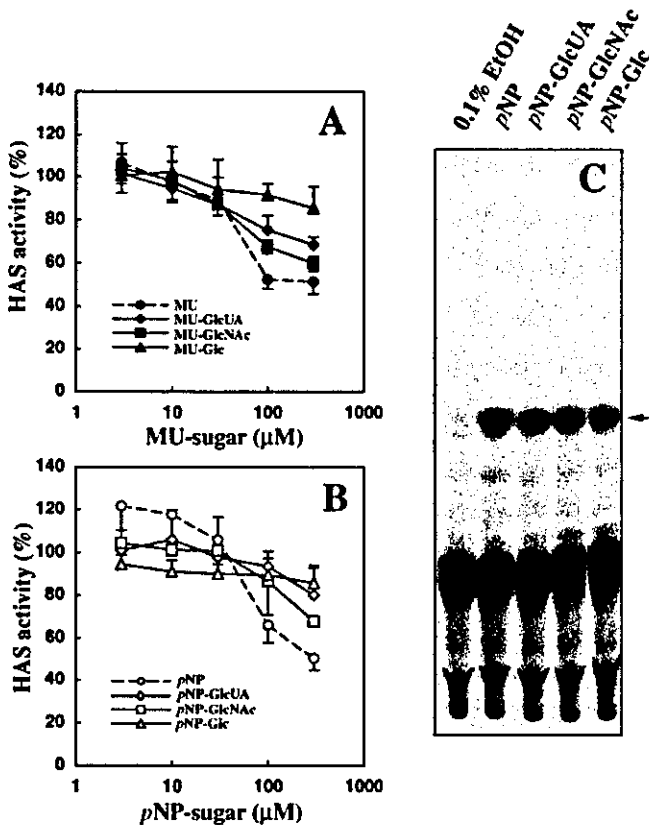 A
HAS activity (%)
140
120
100
80
60
40
20
0
MU
MU-GlcUA
MU-GlcNAc
MU-Glc
1 10 100 1000
MU-sugar (μM)
B
HAS activity (%)
140
120
100
80
60
40
20
0
pNP
pNP-GlcUA
pNP-GlcNAc
pNP-Glc
1 10 100 1000
pNP-sugar (μM)
0.1% EtOH
pNP
pNP-GlcUA
pNP-GlcNAc
pNP-Glc
C